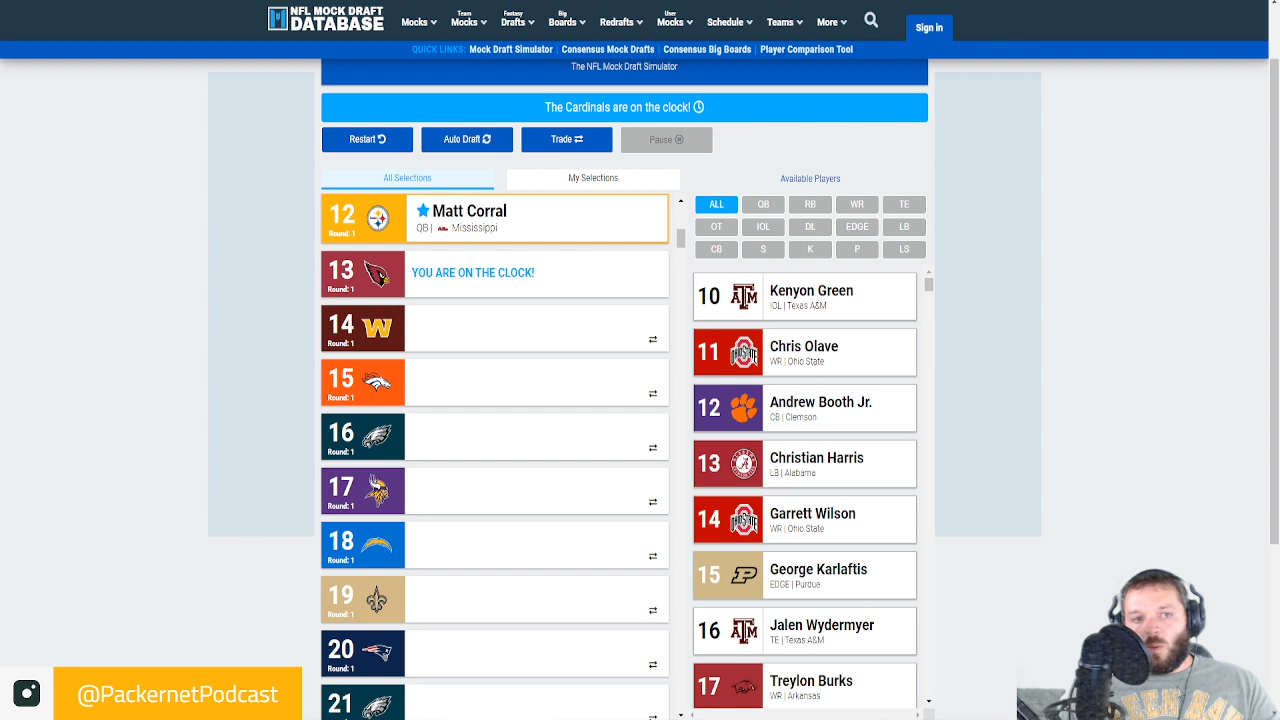 NFL MOCK DRAFT
DATABASE
Mocks
Team
Mocks
Fantasy
Drafts
Big
Boards
Redrafts
User
Mocks
Schedule
Teams
More
Sign in
QUICK LINKS: Mock Draft Simulator Consensus Mock Drafts Consensus Big Boards Player Comparison Tool
The NFL Mock Draft Simulator
The Cardinals are on the clock!
Restart Auto Draft Trade Pause
All Selections My Selections Available Players
12
Round: 1
Matt Corral
QB | Mississippi
13
Round: 1
YOU ARE ON THE CLOCK!
14
Round: 1
15
Round: 1
16
Round: 1
17
Round: 1
18
Round: 1
19
Round: 1
20
Round: 1
21
ALL QB RB WR TE
OT IOL DL EDGE LB
CB S K P LS
10
Kenyon Green
IOL | Texas A&M
11
Chris Olave
WR | Ohio State
12
Andrew Booth Jr.
CB | Clemson
13
Christian Harris
LB | Alabama
14
Garrett Wilson
WR | Ohio State
15
George Karlaftis
EDGE | Purdue
16
Jalen Wydermyer
TE | Texas A&M
17
Treylon Burks
WR | Arkansas
@PackernetPodcast